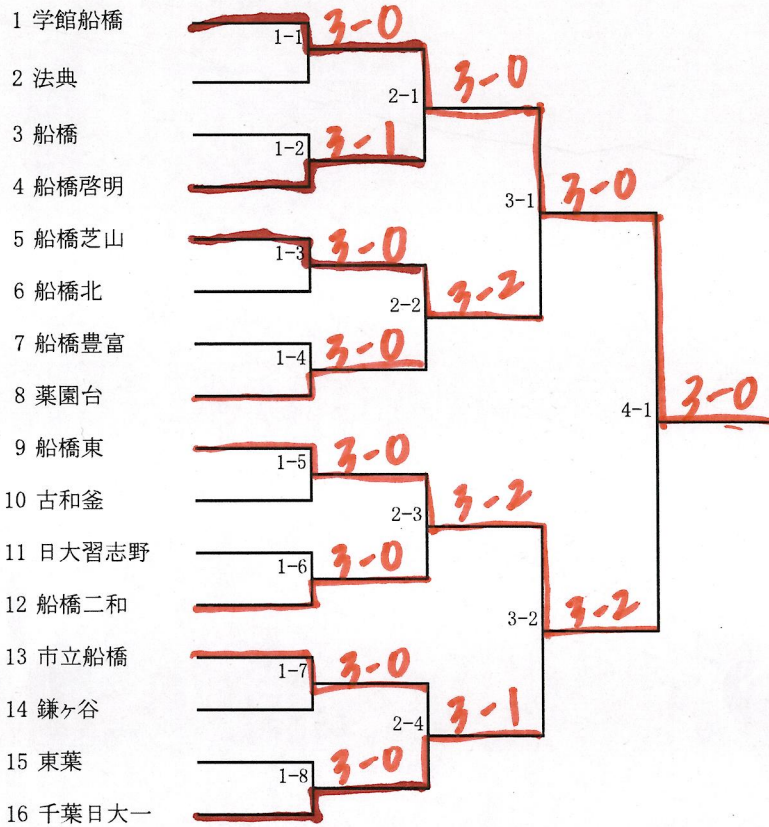 1 学館船橋
2 法典
3 船橋
4 船橋啓明
5 船橋芝山
6 船橋北
7 船橋豊富
8 薬園台
9 船橋東
10 古和釜
11 日大習志野
12 船橋二和
13 市立船橋
14 鎌ヶ谷
15 東葉
16 千葉日大一
1-1 3-0
1-2 3-1
1-3 3-0
1-4 3-0
1-5 3-0
1-6 3-0
1-7 3-0
1-8 3-0
2-1 3-0
2-2 3-2
2-3 3-2
2-4 3-1
3-1 3-0
3-2 3-2
4-1 3-0